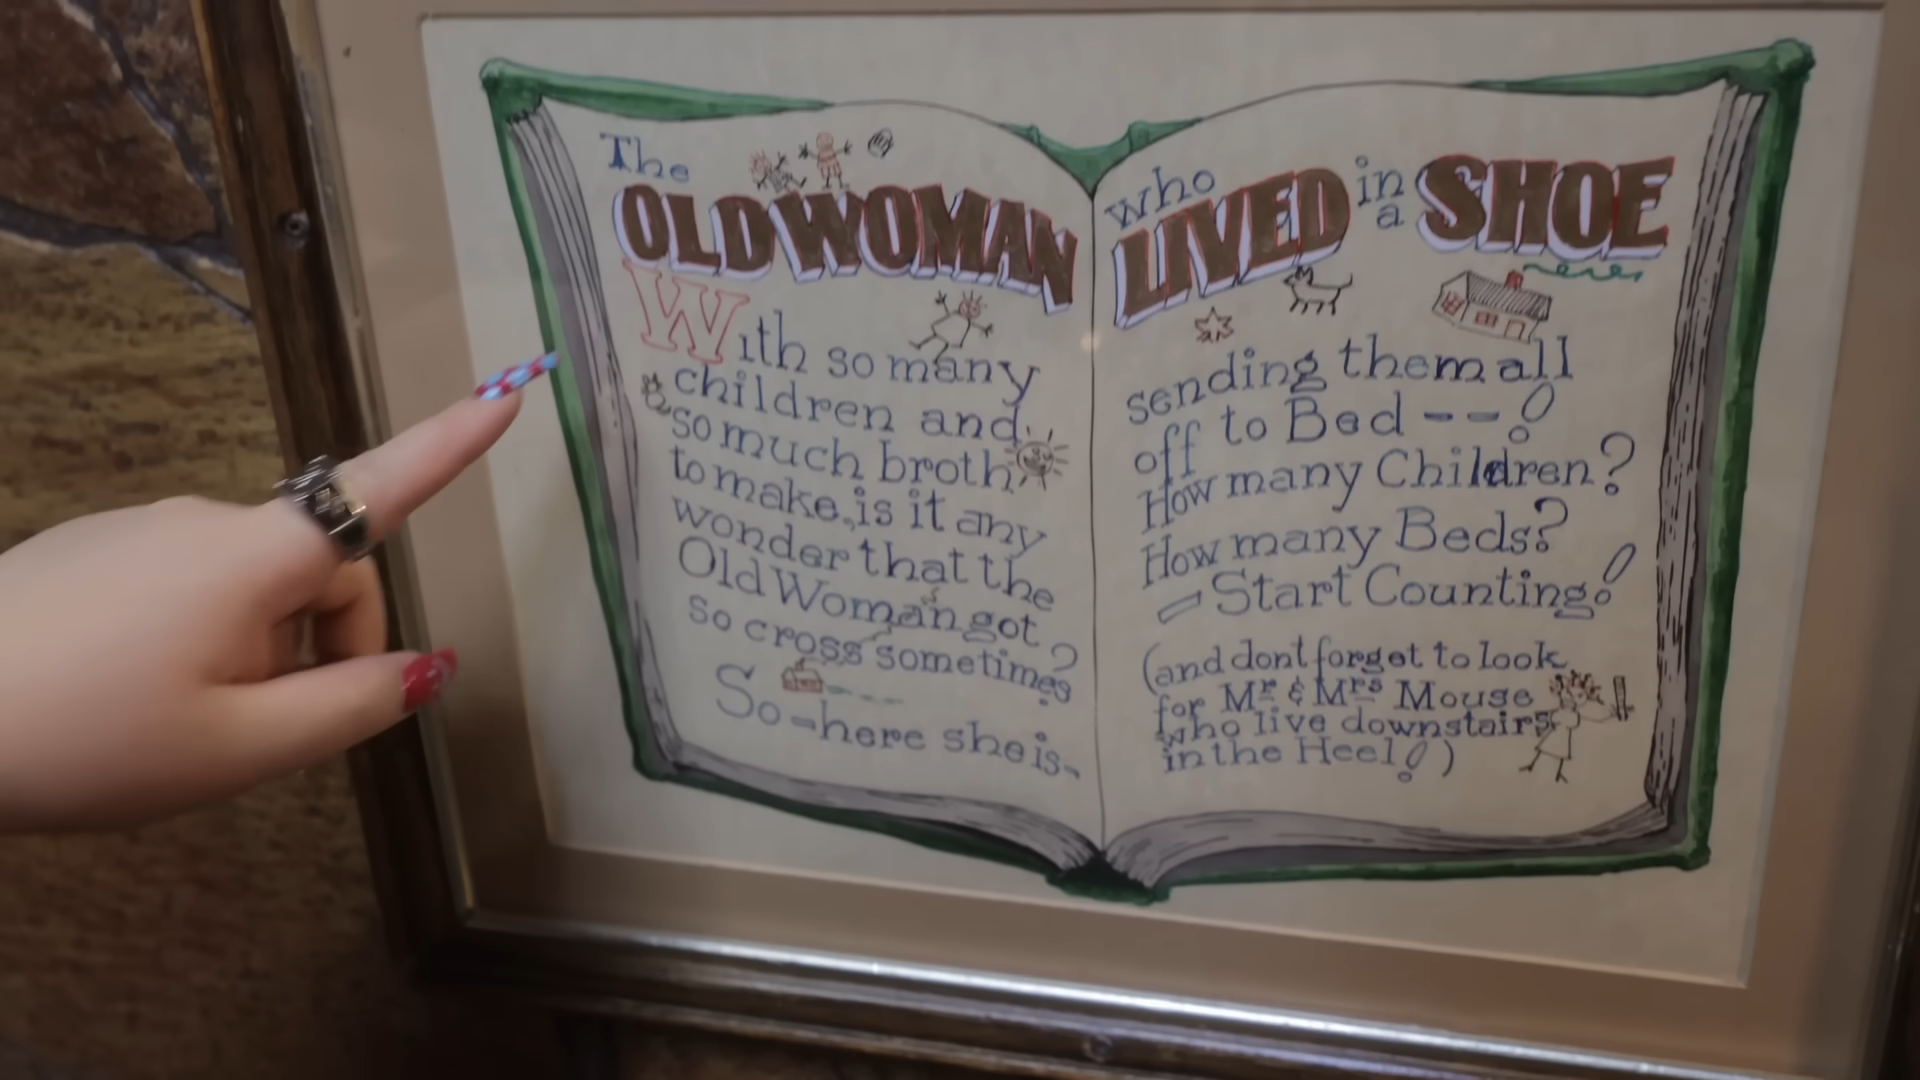 The
OLD WOMAN
With so many
children and
so much broth
to make, is it any
wonder that the
Old Woman got
so cross sometimes?
So - here she is -
who LIVED in a SHOE
sending them all
off to Bed - - !
How many Children?
How many Beds?
- Start Counting!
(and dont forget to look
for Mr & Mrs Mouse
who live downstairs
in the Heel!)